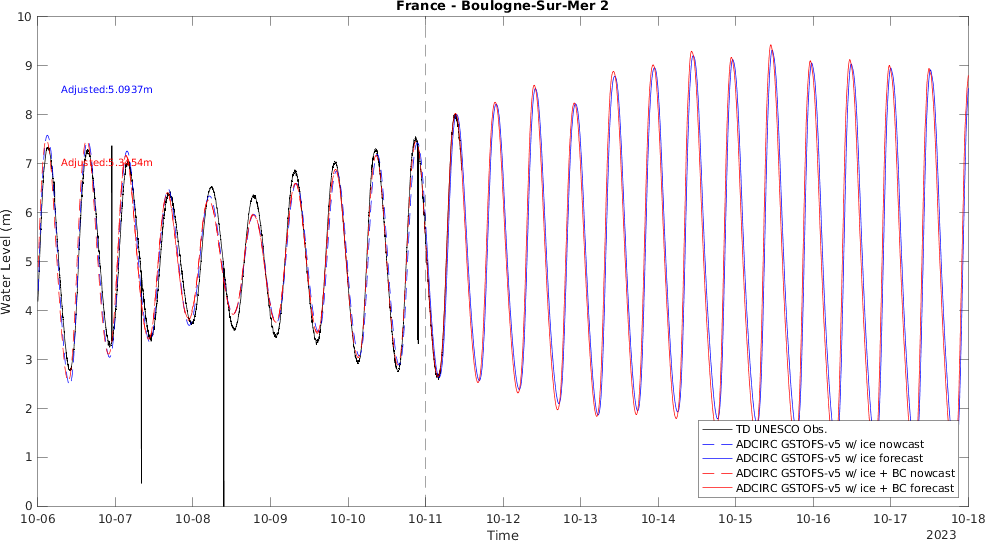 France - Boulogne-Sur-Mer 2
10
9
8
7
6
5
4
3
2
1
0
Water Level (m)
Adjusted:5.0937m
TD UNESCO Obs.
ADCIRC GSTOFS-v5 w/ ice nowcast
ADCIRC GSTOFS-v5 w/ ice forecast
ADCIRC GSTOFS-v5 w/ ice + BC nowcast
ADCIRC GSTOFS-v5 w/ ice + BC forecast
10-06 10-07 10-08 10-09 10-10 10-11 10-12 10-13 10-14 10-15 10-16 10-17 10-18
Time
2023